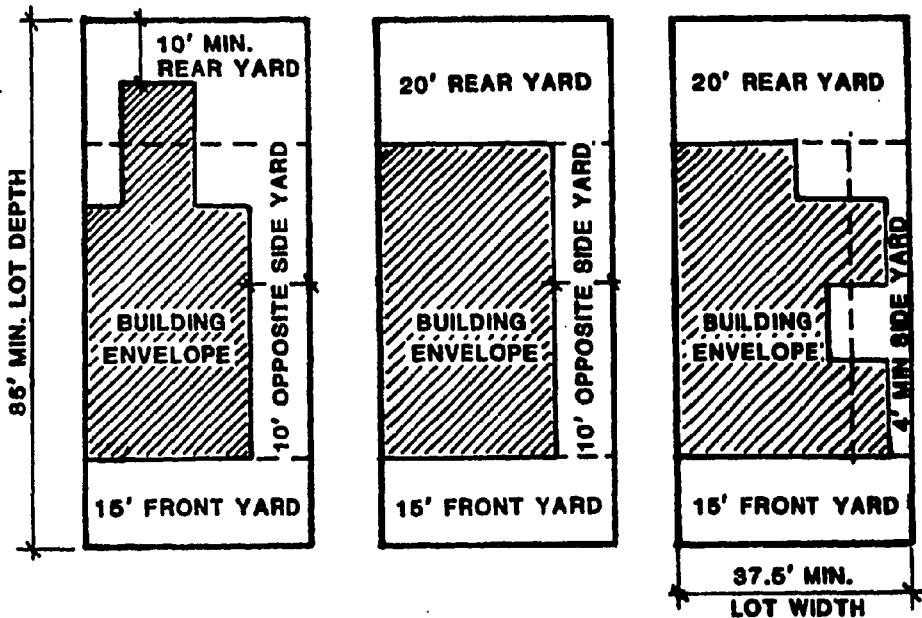 10' MIN.
REAR YARD
85' MIN. LOT DEPTH
BUILDING
ENVELOPE
10' OPPOSITE SIDE YARD
15' FRONT YARD
20' REAR YARD
BUILDING
ENVELOPE
10' OPPOSITE SIDE YARD
15' FRONT YARD
20' REAR YARD
BUILDING
ENVELOPE
4' MIN SIDE YARD
15' FRONT YARD
37.5' MIN.
LOT WIDTH